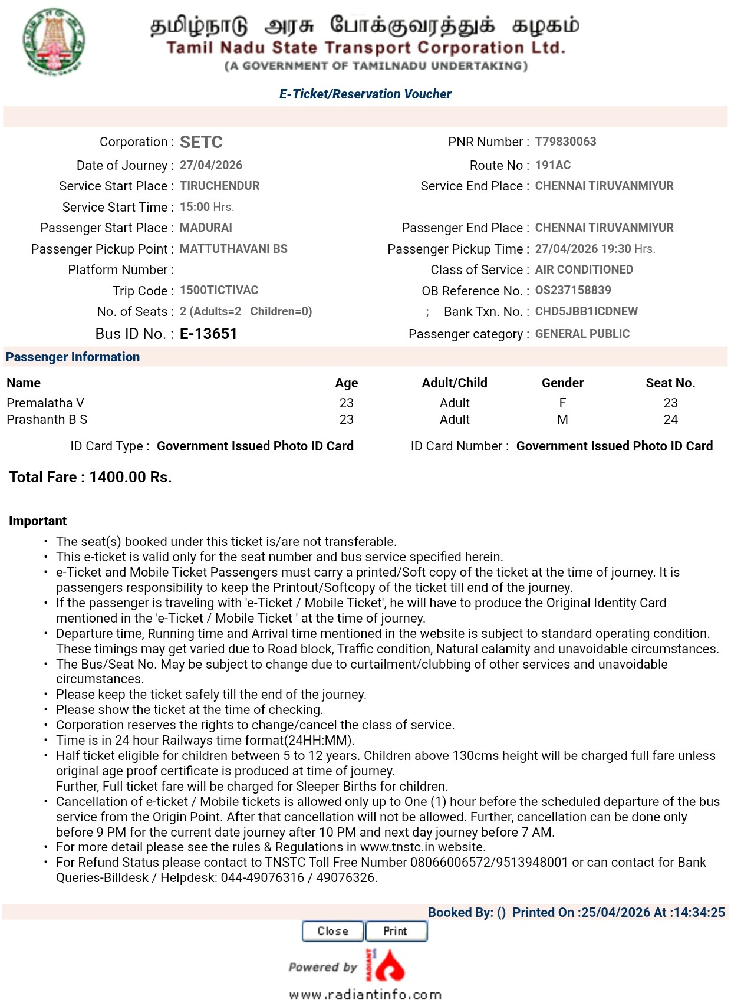 தமிழ்நாடு அரசு போக்குவரத்துக் கழகம்
Tamil Nadu State Transport Corporation Ltd.
(A GOVERNMENT OF TAMILNADU UNDERTAKING)
E-Ticket/Reservation Voucher
Corporation : SETC PNR Number : T79830063
Date of Journey : 27/04/2026 Route No : 191AC
Service Start Place : TIRUCHENDUR Service End Place : CHENNAI TIRUVANMIYUR
Service Start Time : 15:00 Hrs.
Passenger Start Place : MADURAI Passenger End Place : CHENNAI TIRUVANMIYUR
Passenger Pickup Point : MATTUTHAVANI BS Passenger Pickup Time : 27/04/2026 19:30 Hrs.
Platform Number : Class of Service : AIR CONDITIONED
Trip Code : 1500TICTIVAC OB Reference No. : OS237158839
No. of Seats : 2 (Adults=2 Children=0) ; Bank Txn. No. : CHD5JBB1ICDNEW
Bus ID No. : E-13651 Passenger category : GENERAL PUBLIC
Passenger Information
Name Age Adult/Child Gender Seat No.
Premalatha V 23 Adult F 23
Prashanth B S 23 Adult M 24
ID Card Type : Government Issued Photo ID Card ID Card Number : Government Issued Photo ID Card
Total Fare : 1400.00 Rs.
Important
• The seat(s) booked under this ticket is/are not transferable.
• This e-ticket is valid only for the seat number and bus service specified herein.
• e-Ticket and Mobile Ticket Passengers must carry a printed/Soft copy of the ticket at the time of journey. It is
passengers responsibility to keep the Printout/Softcopy of the ticket till end of the journey.
• If the passenger is traveling with 'e-Ticket / Mobile Ticket', he will have to produce the Original Identity Card
mentioned in the 'e-Ticket / Mobile Ticket ' at the time of journey.
• Departure time, Running time and Arrival time mentioned in the website is subject to standard operating condition.
These timings may get varied due to Road block, Traffic condition, Natural calamity and unavoidable circumstances.
• The Bus/Seat No. May be subject to change due to curtailment/clubbing of other services and unavoidable
circumstances.
• Please keep the ticket safely till the end of the journey.
• Please show the ticket at the time of checking.
• Corporation reserves the rights to change/cancel the class of service.
• Time is in 24 hour Railways time format(24HH:MM).
• Half ticket eligible for children between 5 to 12 years. Children above 130cms height will be charged full fare unless
original age proof certificate is produced at time of journey.
Further, Full ticket fare will be charged for Sleeper Births for children.
• Cancellation of e-ticket / Mobile tickets is allowed only up to One (1) hour before the scheduled departure of the bus
service from the Origin Point. After that cancellation will not be allowed. Further, cancellation can be done only
before 9 PM for the current date journey after 10 PM and next day journey before 7 AM.
• For more detail please see the rules & Regulations in www.tnstc.in website.
• For Refund Status please contact to TNSTC Toll Free Number 08066006572/9513948001 or can contact for Bank
Queries-Billdesk / Helpdesk: 044-49076316 / 49076326.
Booked By: () Printed On :25/04/2026 At :14:34:25
Close Print
Powered by RADIANT
www.radiantinfo.com